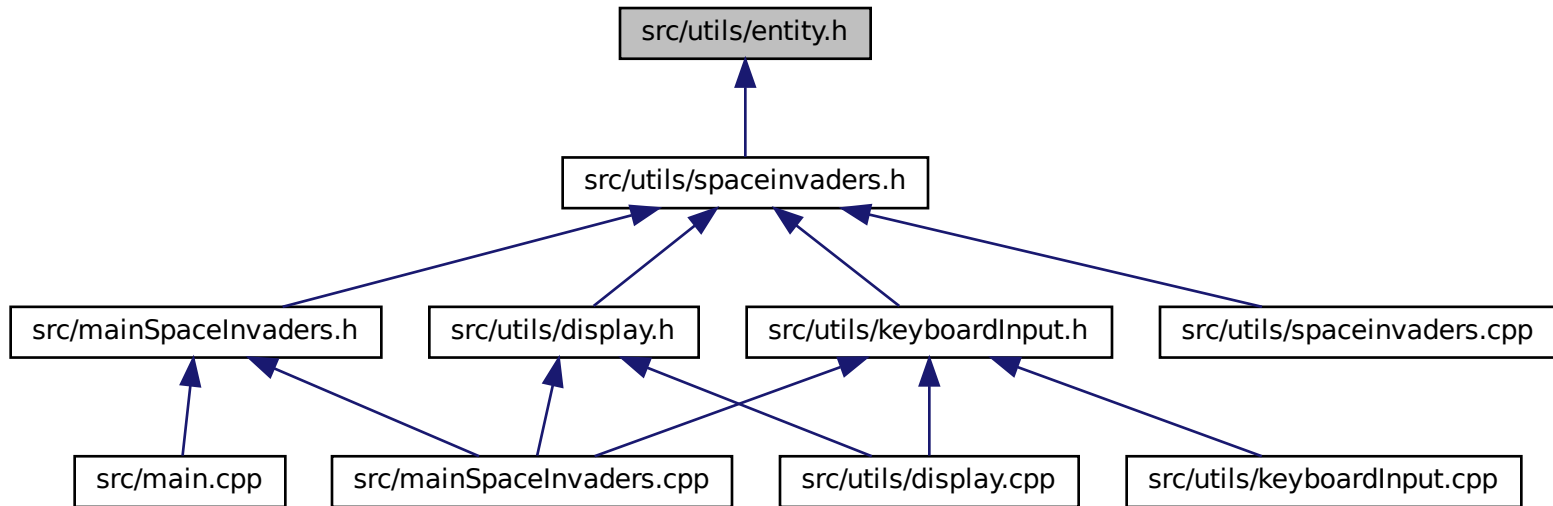 src/utils/entity.h
src/utils/spaceinvaders.h
src/mainSpaceInvaders.h
src/utils/display.h
src/utils/keyboardInput.h
src/utils/spaceinvaders.cpp
src/main.cpp
src/mainSpaceInvaders.cpp
src/utils/display.cpp
src/utils/keyboardInput.cpp